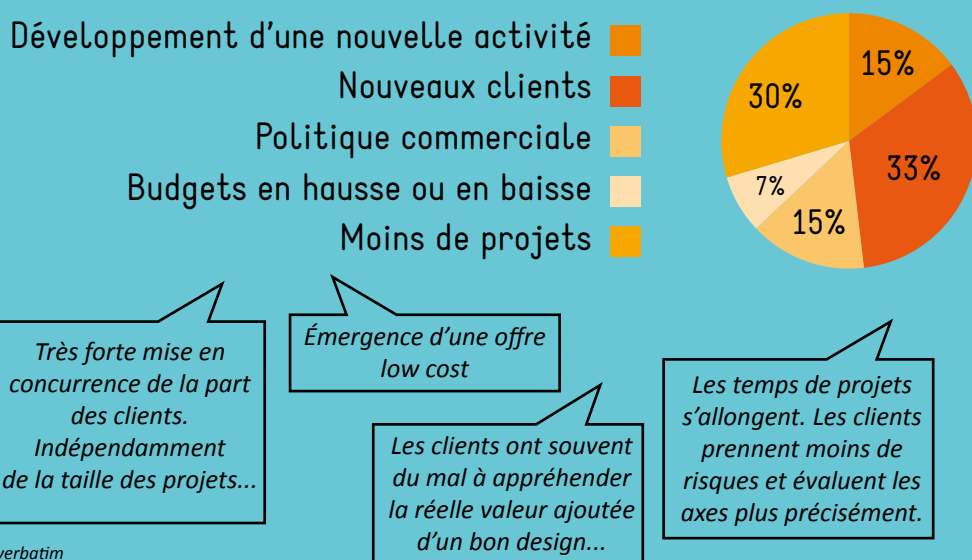 Développement d'une nouvelle activité
Nouveaux clients
Politique commerciale
Budgets en hausse ou en baisse
Moins de projets
15%
33%
15%
7%
30%
Très forte mise en
concurrence de la part
des clients.
Indépendamment
de la taille des projets...
Émergence d'une offre
low cost
Les clients ont souvent
du mal à appréhender
la réelle valeur ajoutée
d'un bon design...
Les temps de projets
s'allongent. Les clients
prennent moins de
risques et évaluent les
axes plus précisément.
verbatim